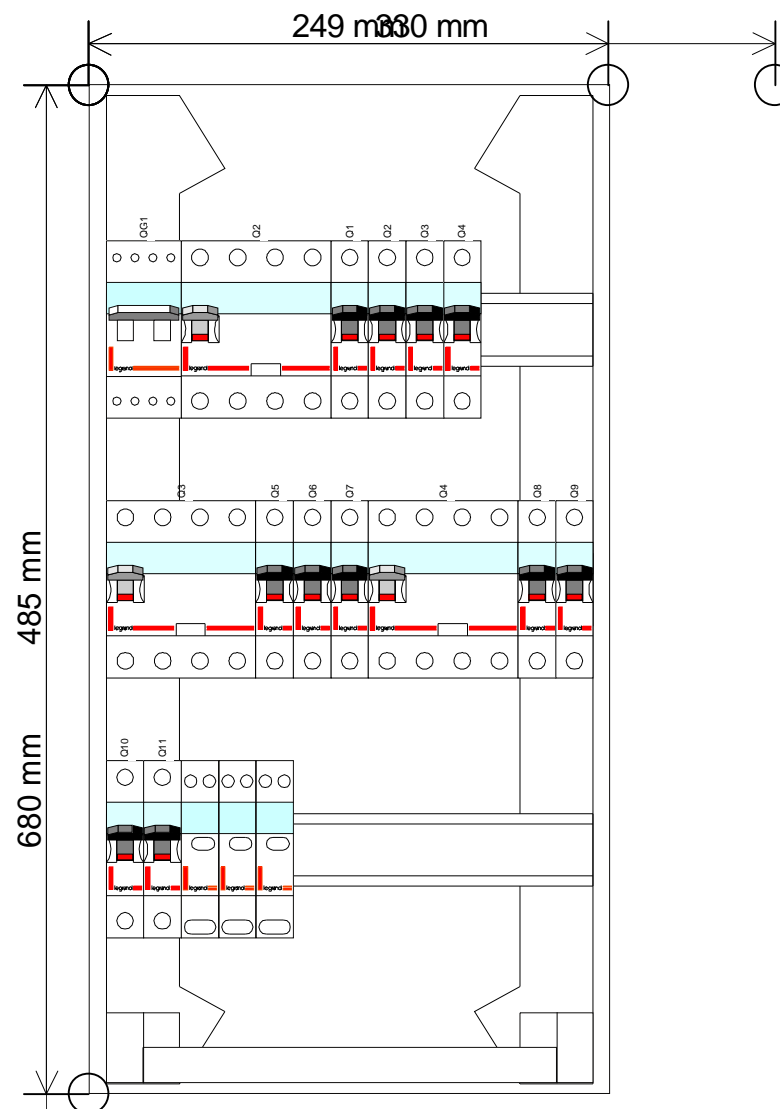 249 mm
330 mm
QG1
Q2
Q1
Q2
Q3
Q4
legrand
legrand
legrand
legrand
legrand
legrand
485 mm
Q3
Q5
Q6
Q7
Q4
Q8
Q9
legrand
legrand
legrand
legrand
legrand
legrand
legrand
680 mm
Q10
Q11
legrand
legrand
legrand
legrand
legrand